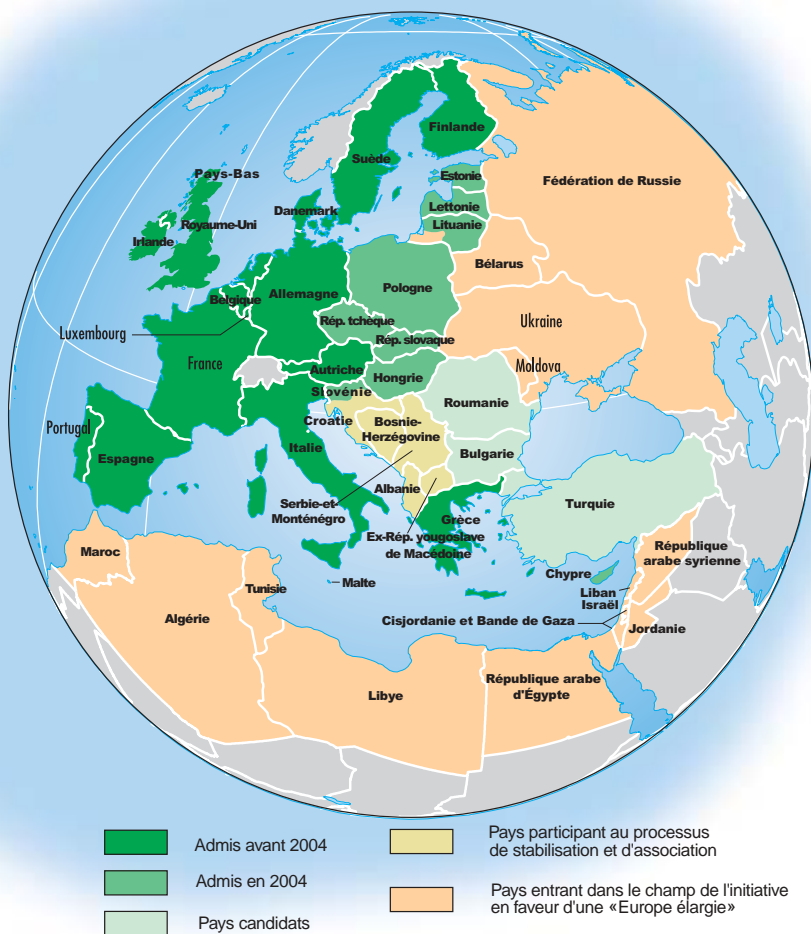 Finlande
Suède
Pays-Bas
Estonie
Fédération de Russie
Lettonie
Danemark
Royaume-Uni
Lituanie
Irlande
Bélarus
Belgique
Allemagne
Pologne
Rép. tchèque
Ukraine
Luxembourg
Rép. slovaque
France
Moldova
Autriche
Hongrie
Slovénie
Roumanie
Croatie
Bosnie-
Herzégovine
Portugal
Italie
Espagne
Bulgarie
Albanie
Serbie-et-
Monténégro
Turquie
Grèce
Ex-Rép. yougoslave
de Macédoine
Maroc
République
arabe syrienne
Chypre
Malte
Tunisie
Liban
Israël
Algérie
Cisjordanie et Bande de Gaza
Jordanie
République arabe
d'Égypte
Libye
Admis avant 2004
Admis en 2004
Pays candidats
Pays participant au processus
de stabilisation et d'association
Pays entrant dans le champ de l'initiative
en faveur d'une «Europe élargie»